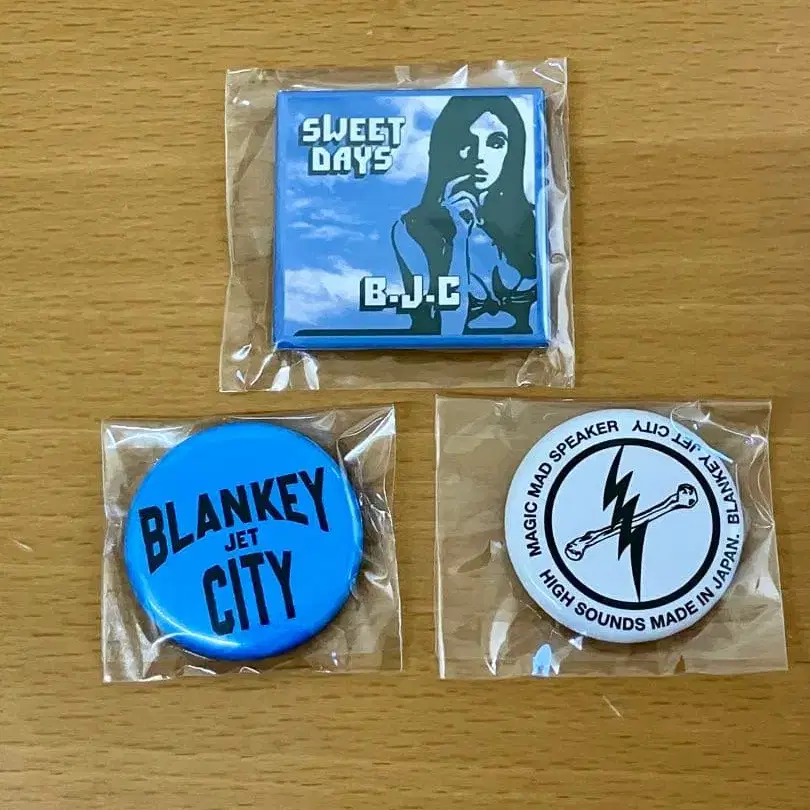 SWEET
DAYS
B.J.C
BLANKEY
JET
CITY
MAGIC MAD SPEAKER
BLANKEY JET CITY
HIGH SOUNDS MADE IN JAPAN.